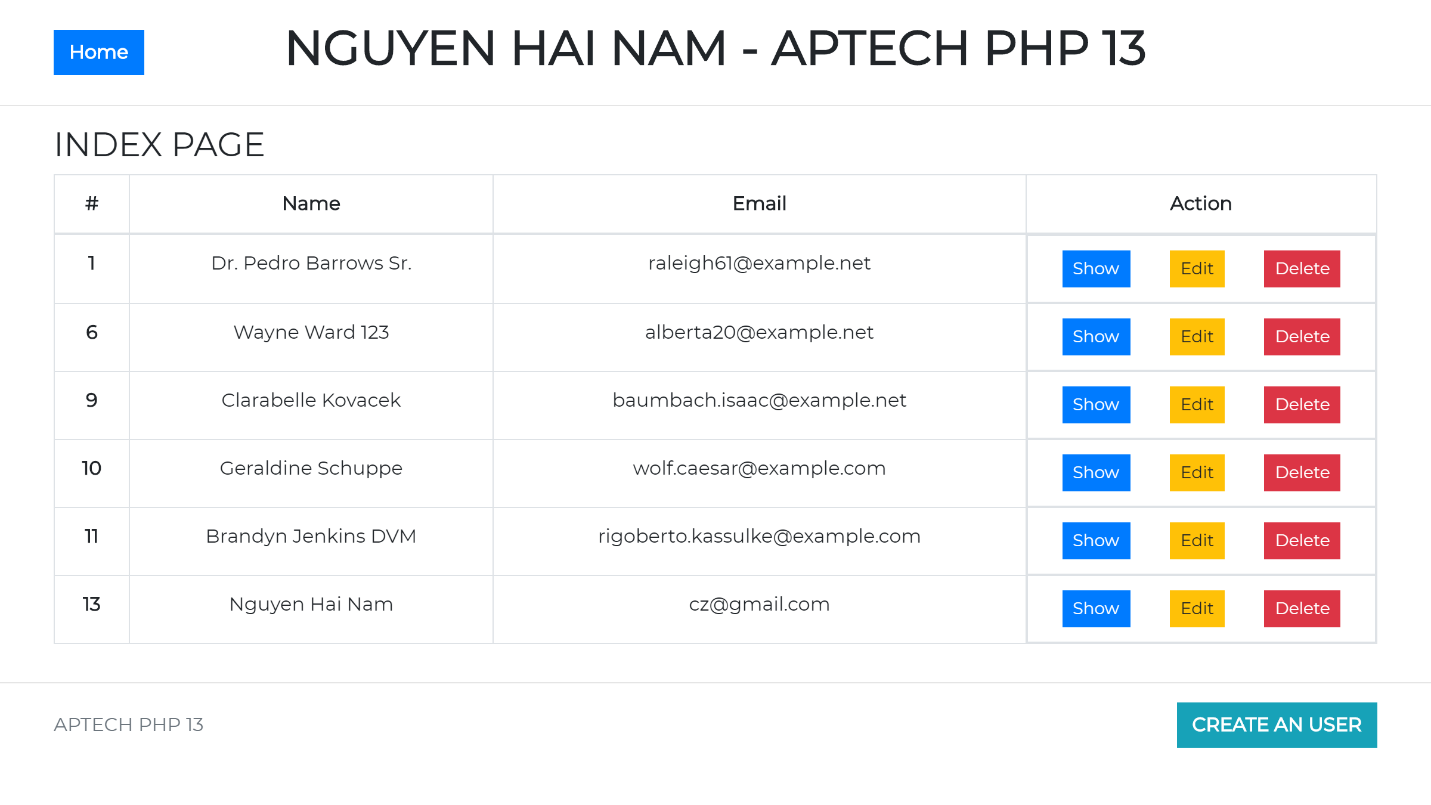 Home
NGUYEN HAI NAM - APTECH PHP 13
INDEX PAGE
# Name Email Action
1 Dr. Pedro Barrows Sr. raleigh61@example.net Show Edit Delete
6 Wayne Ward 123 alberta20@example.net Show Edit Delete
9 Clarabelle Kovacek baumbach.isaac@example.net Show Edit Delete
10 Geraldine Schuppe wolf.caesar@example.com Show Edit Delete
11 Brandyn Jenkins DVM rigoberto.kassulke@example.com Show Edit Delete
13 Nguyen Hai Nam cz@gmail.com Show Edit Delete
APTECH PHP 13
CREATE AN USER